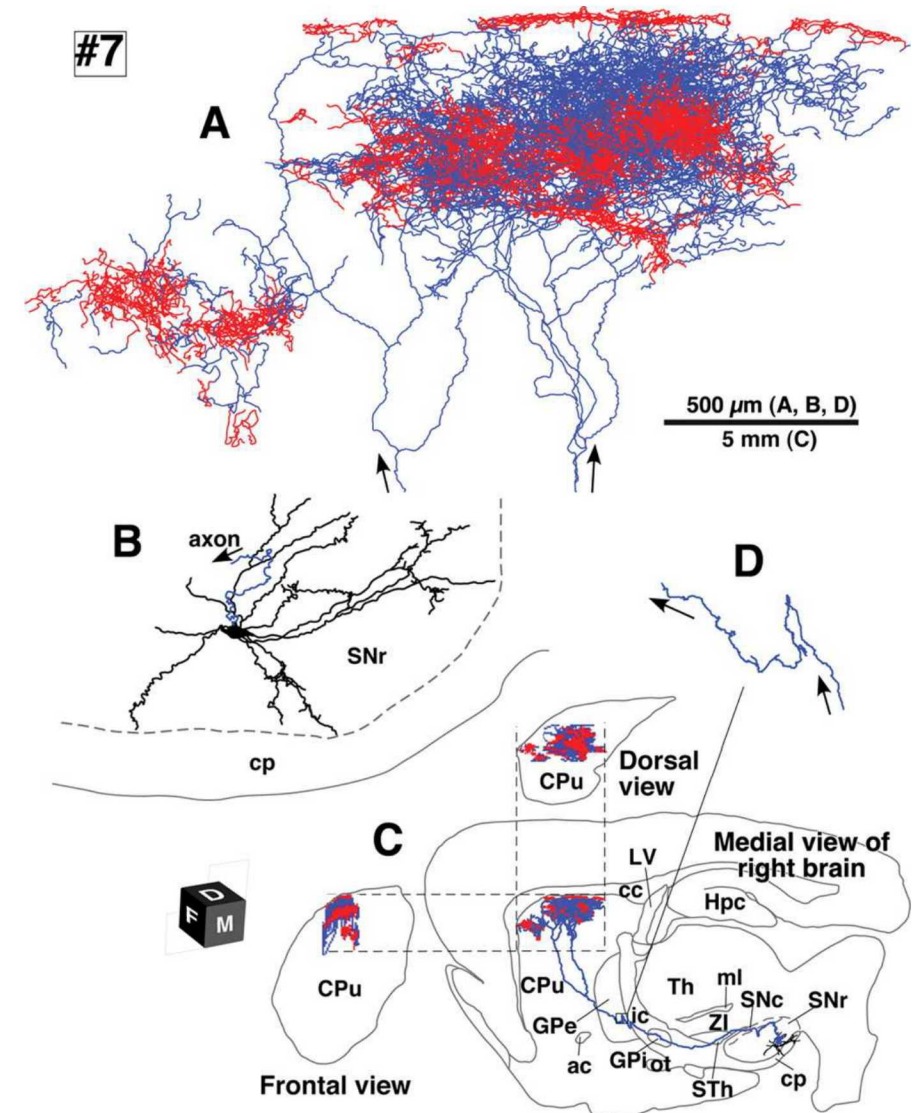 #7
A
500 µm (A, B, D)
5 mm (C)
B
axon
D
SNr
cp
CPu
Dorsal
view
C
Medial view of
right brain
LV
cc
Hpc
D
F
M
CPu
CPu
Th
ml
SNc
SNr
GPe
ic
ZI
ac
GPi
ot
STh
cp
Frontal view